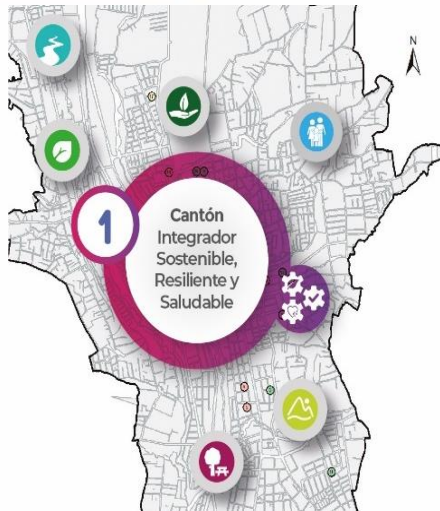 N
1
Cantón
Integrador
Sostenible,
Resiliente y
Saludable